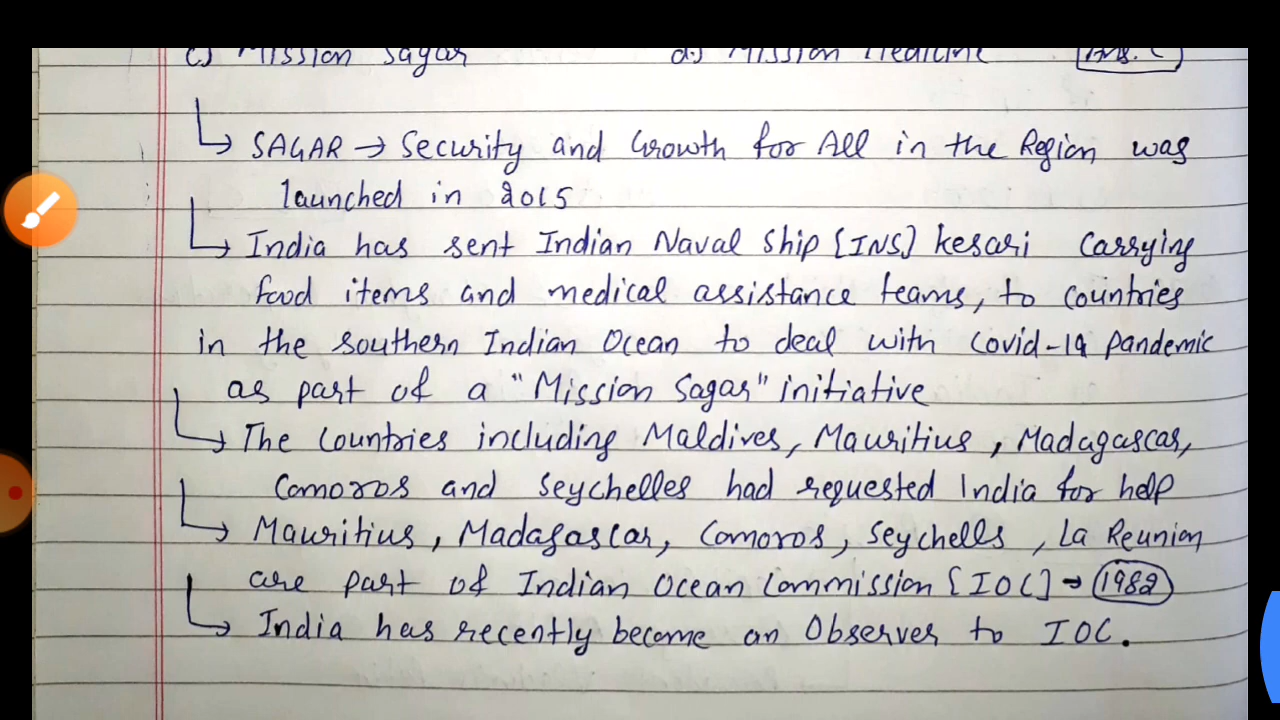 c) Mission Sagar d.) Mission Medicine Ans. C
↳ SAGAR → Security and Growth for All in the Region was
launched in 2015
↳ India has sent Indian Naval Ship [INS] kesari carrying
food items and medical assistance teams, to countries
in the southern Indian Ocean to deal with Covid-19 pandemic
as part of a "Mission Sagar" initiative
↳ The countries including Maldives, Mauritius, Madagascar,
Comoros and Seychelles had requested India for help
↳ Mauritius, Madagascar, Comoros, Seychells, La Reunion
are part of Indian Ocean Commission [IOC] → 1982
↳ India has recently become an Observer to IOC.